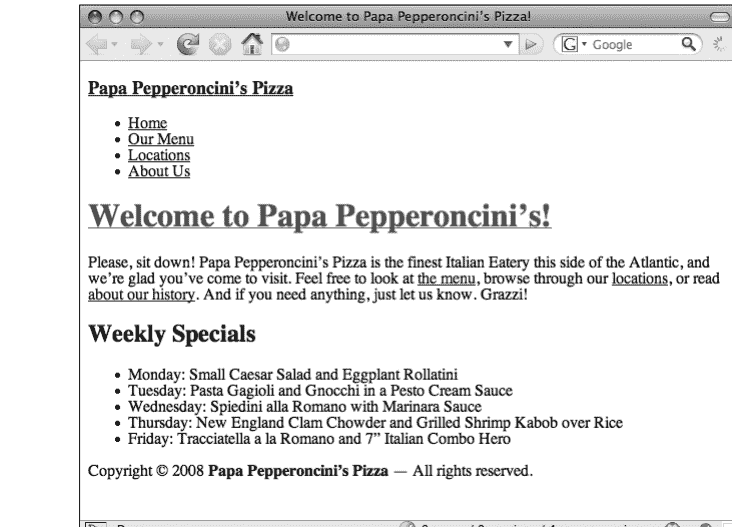 Welcome to Papa Pepperoncini’s Pizza!
G Google
Papa Pepperoncini’s Pizza
• Home
• Our Menu
• Locations
• About Us
Welcome to Papa Pepperoncini’s!
Please, sit down! Papa Pepperoncini’s Pizza is the finest Italian Eatery this side of the Atlantic, and
we’re glad you’ve come to visit. Feel free to look at the menu, browse through our locations, or read
about our history. And if you need anything, just let us know. Grazzi!
Weekly Specials
• Monday: Small Caesar Salad and Eggplant Rollatini
• Tuesday: Pasta Gagioli and Gnocchi in a Pesto Cream Sauce
• Wednesday: Spiedini alla Romano with Marinara Sauce
• Thursday: New England Clam Chowder and Grilled Shrimp Kabob over Rice
• Friday: Tracciatella a la Romano and 7” Italian Combo Hero
Copyright © 2008 Papa Pepperoncini’s Pizza — All rights reserved.